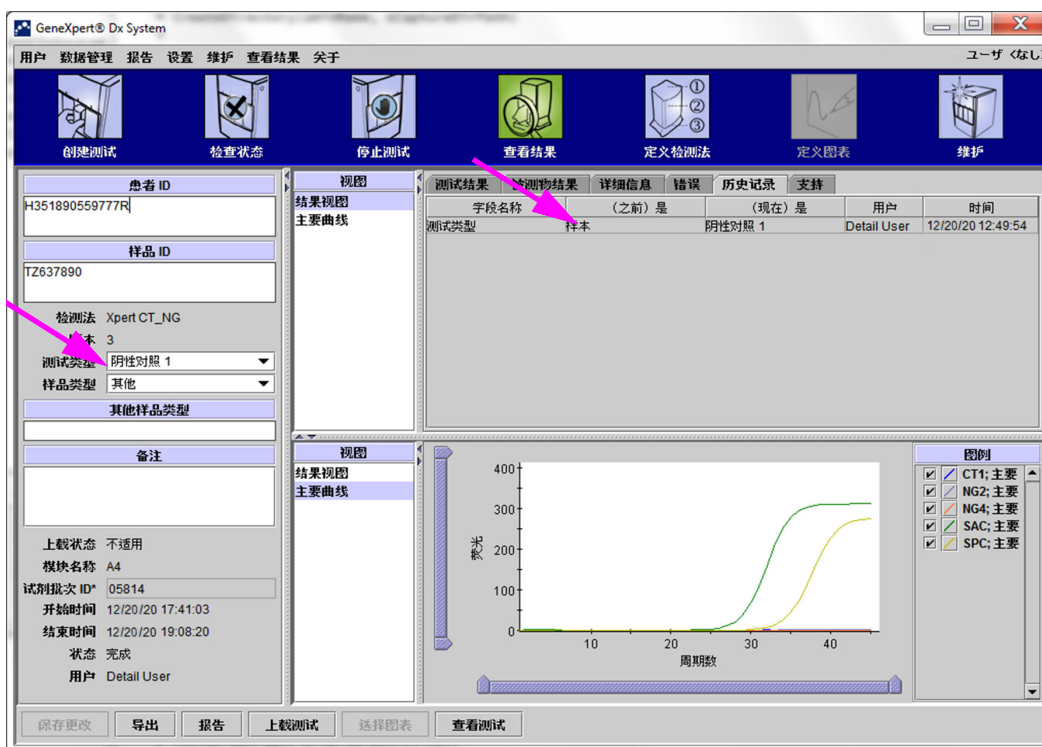 GeneXpert® Dx System
用户 数据管理 报告 设置 维护 查看结果 关于
ユーザ <なし
创建测试 检查状态 停止测试 查看结果 定义检测法 定义图表 维护
患者 ID
H351890559777R
样品 ID
TZ637890
检测法 Xpert CT_NG
本 3
测试类型 阴性对照 1
样品类型 其他
其他样品类型
备注
上载状态 不适用
模块名称 A4
试剂批次 ID* 05814
开始时间 12/20/20 17:41:03
结束时间 12/20/20 19:08:20
状态 完成
用户 Detail User
视图
结果视图
主要曲线
测试结果 被测物结果 详细信息 错误 历史记录 支持
字段名称 (之前) 是 (现在) 是 用户 时间
测试类型 样本 阴性对照 1 Detail User 12/20/20 12:49:54
视图
结果视图
主要曲线
荧光
400
300
200
100
0
10 20 30 40
周期数
图例
CT1; 主要
NG2; 主要
NG4; 主要
SAC; 主要
SPC; 主要
保存更改 导出 报告 上载测试 选择图表 查看测试